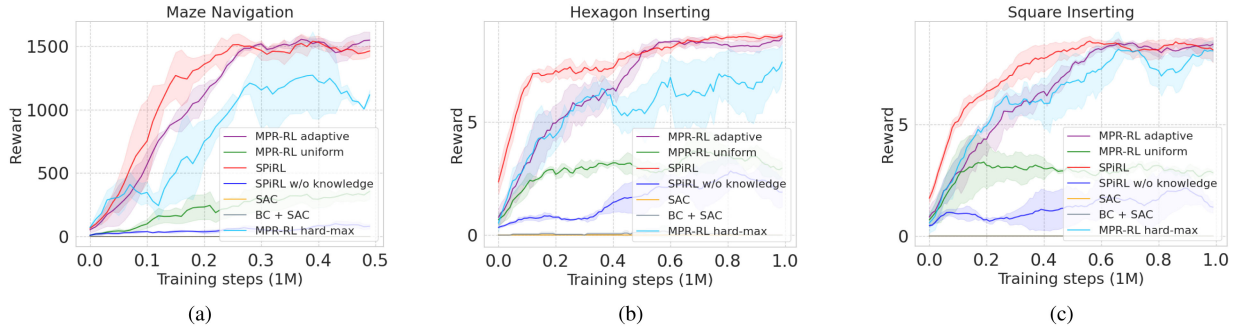 Maze Navigation
1500
1000
500
0
Reward
0.0 0.1 0.2 0.3 0.4 0.5
Training steps (1M)
MPR-RL adaptive
MPR-RL uniform
SPiRL
SPiRL w/o knowledge
SAC
BC + SAC
MPR-RL hard-max
(a)
Hexagon Inserting
5
0
Reward
0.0 0.2 0.4 0.6 0.8 1.0
Training steps (1M)
MPR-RL adaptive
MPR-RL uniform
SPiRL
SPiRL w/o knowledge
SAC
BC + SAC
MPR-RL hard-max
(b)
Square Inserting
5
0
Reward
0.0 0.2 0.4 0.6 0.8 1.0
Training steps (1M)
MPR-RL adaptive
MPR-RL uniform
SPiRL
SPiRL w/o knowledge
SAC
BC + SAC
MPR-RL hard-max
(c)